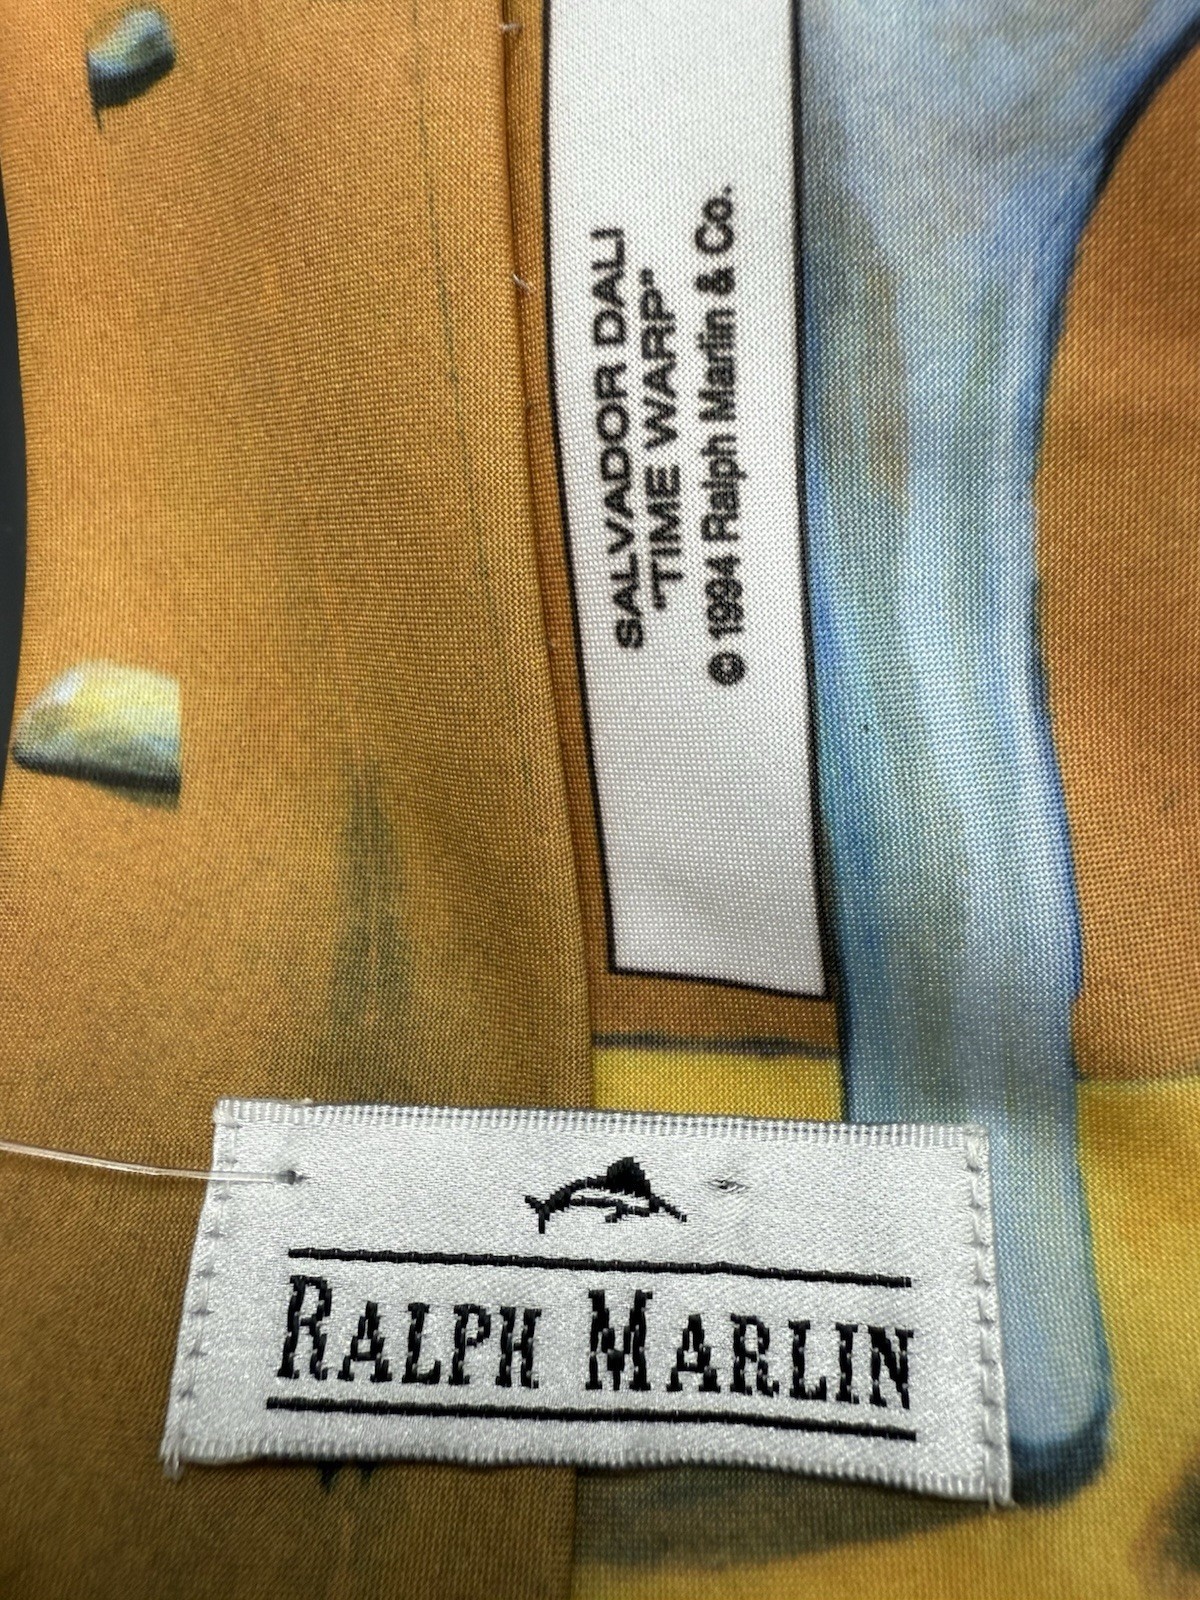 SALVADOR DALI
"TIME WARP"
© 1994 Ralph Marlin & Co.
RALPH MARLIN